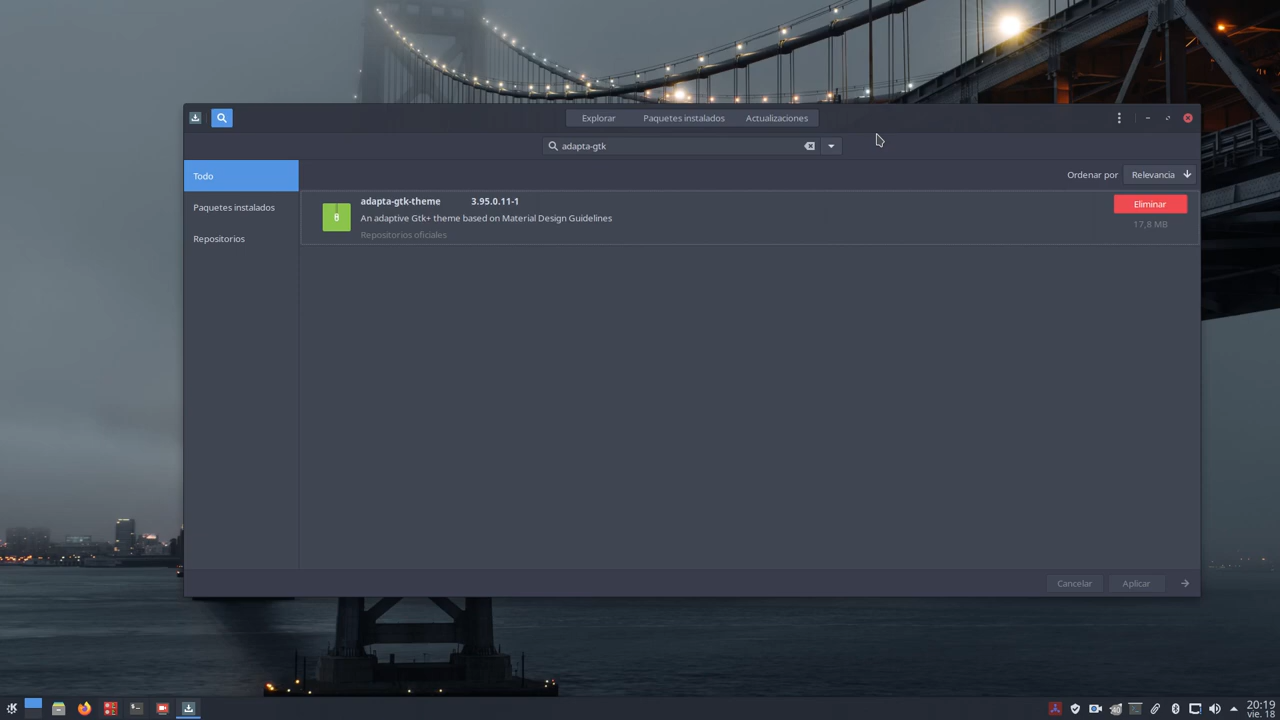 Explorar
Paquetes instalados
Actualizaciones
adapta-gtk
Todo
Ordenar por
Relevancia
Paquetes instalados
Repositorios
adapta-gtk-theme 3.95.0.11-1
An adaptive Gtk+ theme based on Material Design Guidelines
Repositorios oficiales
Eliminar
17,8 MB
Cancelar
Aplicar
20:19
vie. 18